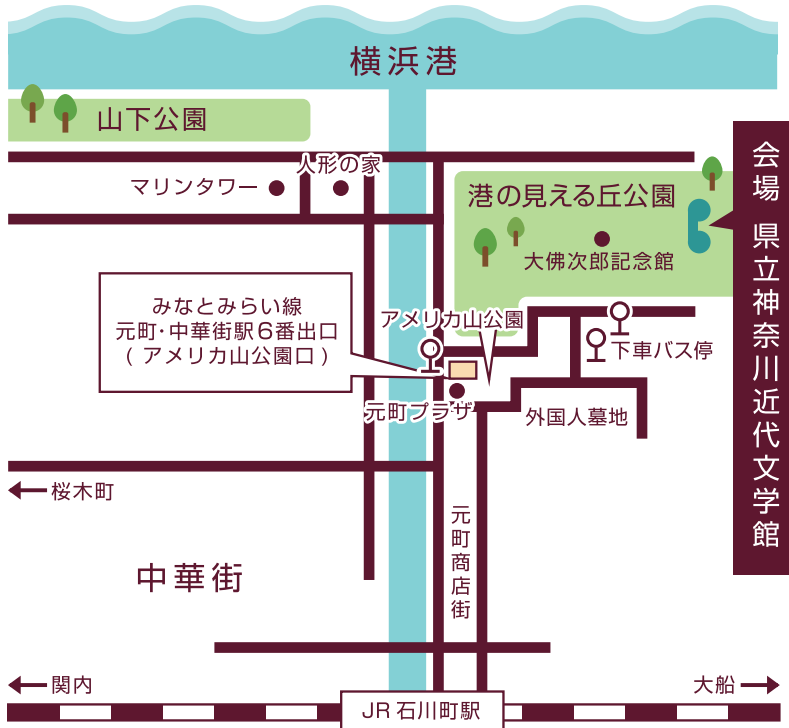 横浜港
山下公園
人形の家
マリンタワー
港の見える丘公園
大佛次郎記念館
会場 県立神奈川近代文学館
みなとみらい線
元町・中華街駅6番出口
( アメリカ山公園口 )
アメリカ山公園
下車バス停
元町プラザ
外国人墓地
桜木町
元町商店街
中華街
関内
大船
JR 石川町駅